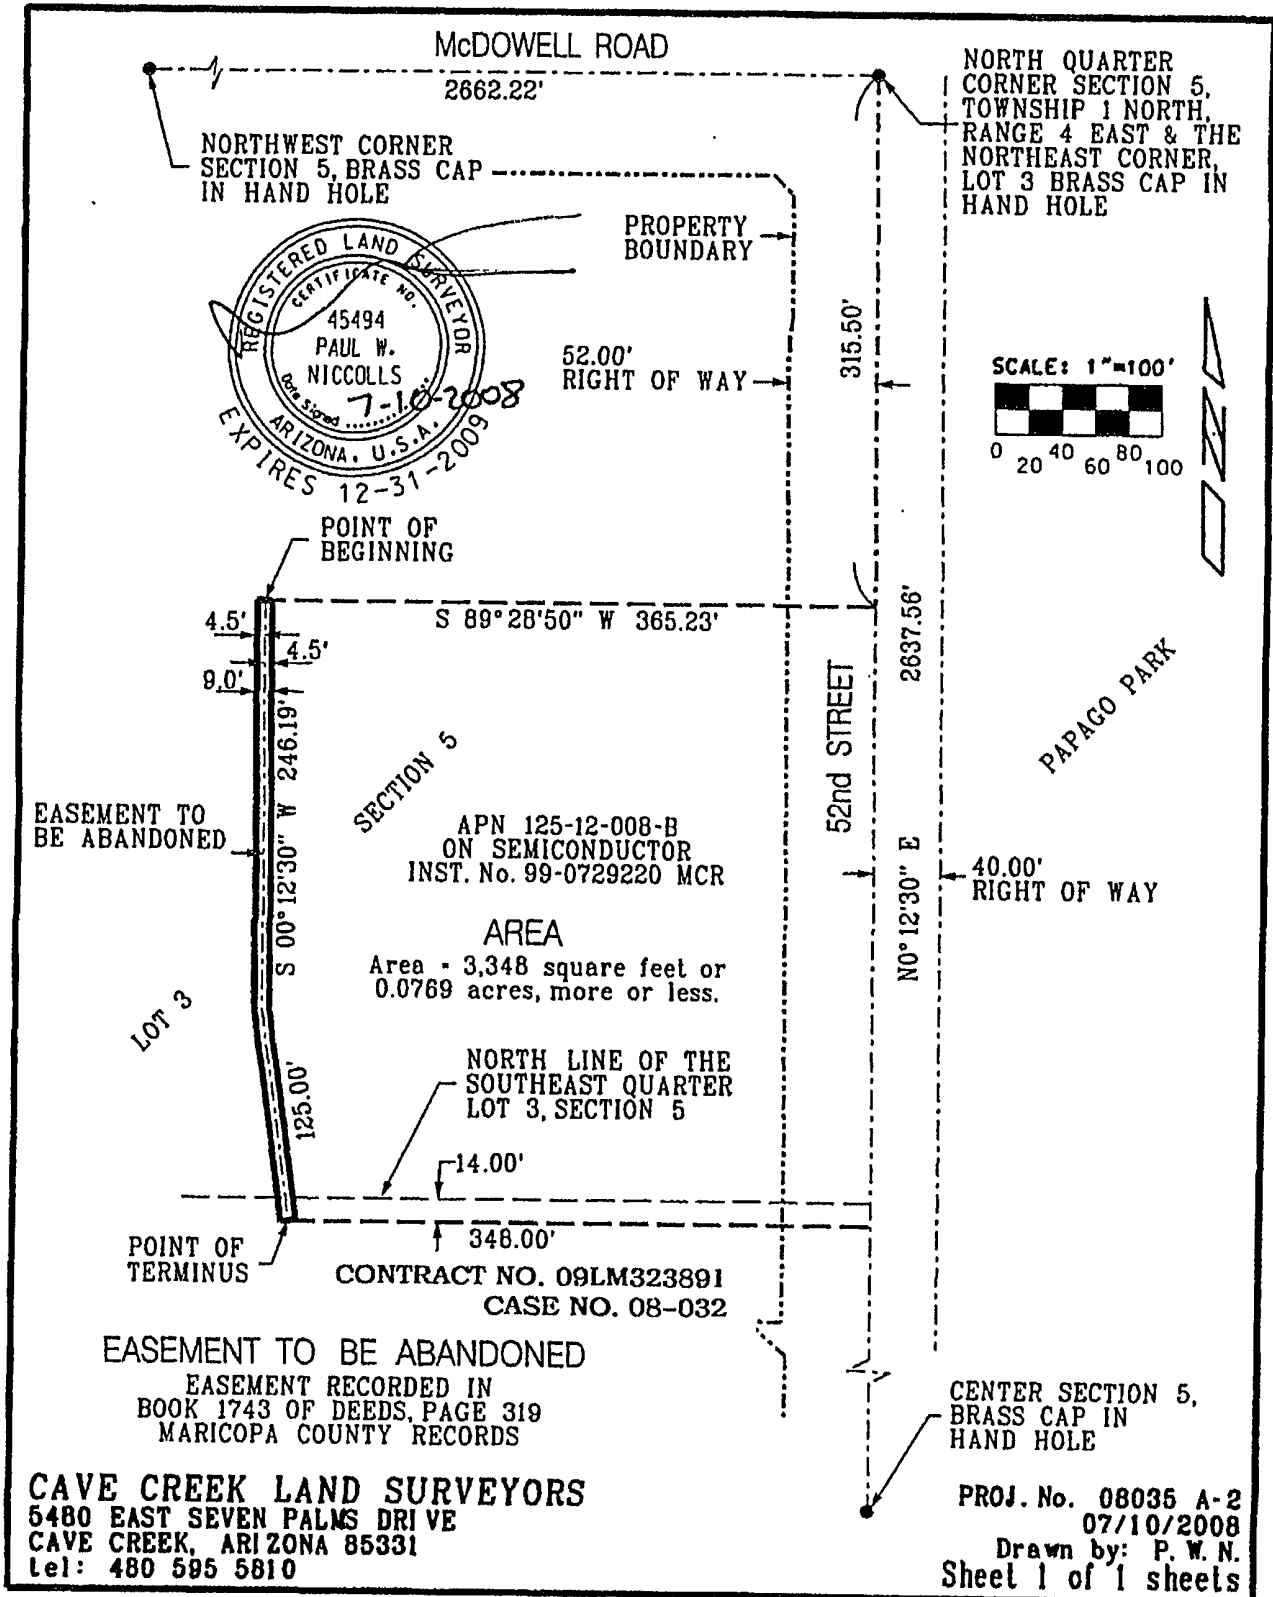 McDOWELL ROAD
2662.22'
NORTH QUARTER
CORNER SECTION 5,
TOWNSHIP 1 NORTH,
RANGE 4 EAST & THE
NORTHEAST CORNER,
LOT 3 BRASS CAP IN
HAND HOLE
NORTHWEST CORNER
SECTION 5, BRASS CAP
IN HAND HOLE
PROPERTY
BOUNDARY
REGISTERED LAND SURVEYOR
CERTIFICATE NO.
45494
PAUL W.
NICCOLLS
Date Signed
7-10-2008
ARIZONA, U.S.A.
EXPIRES 12-31-2009
52.00'
RIGHT OF WAY
315.50'
SCALE: 1"=100'
0 20 40 60 80 100
N
POINT OF
BEGINNING
S 89°28'50" W 365.23'
4.5'
4.5'
9.0'
S 00°12'30" W 246.19'
2637.56'
N0°12'30" E
52nd STREET
PAPAGO PARK
SECTION 5
EASEMENT TO
BE ABANDONED
APN 125-12-008-B
ON SEMICONDUCTOR
INST. No. 99-0729220 MCR
40.00'
RIGHT OF WAY
AREA
Area = 3,348 square feet or
0.0769 acres, more or less.
LOT 3
125.00'
NORTH LINE OF THE
SOUTHEAST QUARTER
LOT 3, SECTION 5
14.00'
348.00'
POINT OF
TERMINUS
CONTRACT NO. 09LM323891
CASE NO. 08-032
EASEMENT TO BE ABANDONED
EASEMENT RECORDED IN
BOOK 1743 OF DEEDS, PAGE 319
MARICOPA COUNTY RECORDS
CENTER SECTION 5,
BRASS CAP IN
HAND HOLE
CAVE CREEK LAND SURVEYORS
5480 EAST SEVEN PALMS DRIVE
CAVE CREEK, ARIZONA 85331
tel: 480 595 5810
PROJ. No. 08035 A-2
07/10/2008
Drawn by: P. W. N.
Sheet 1 of 1 sheets